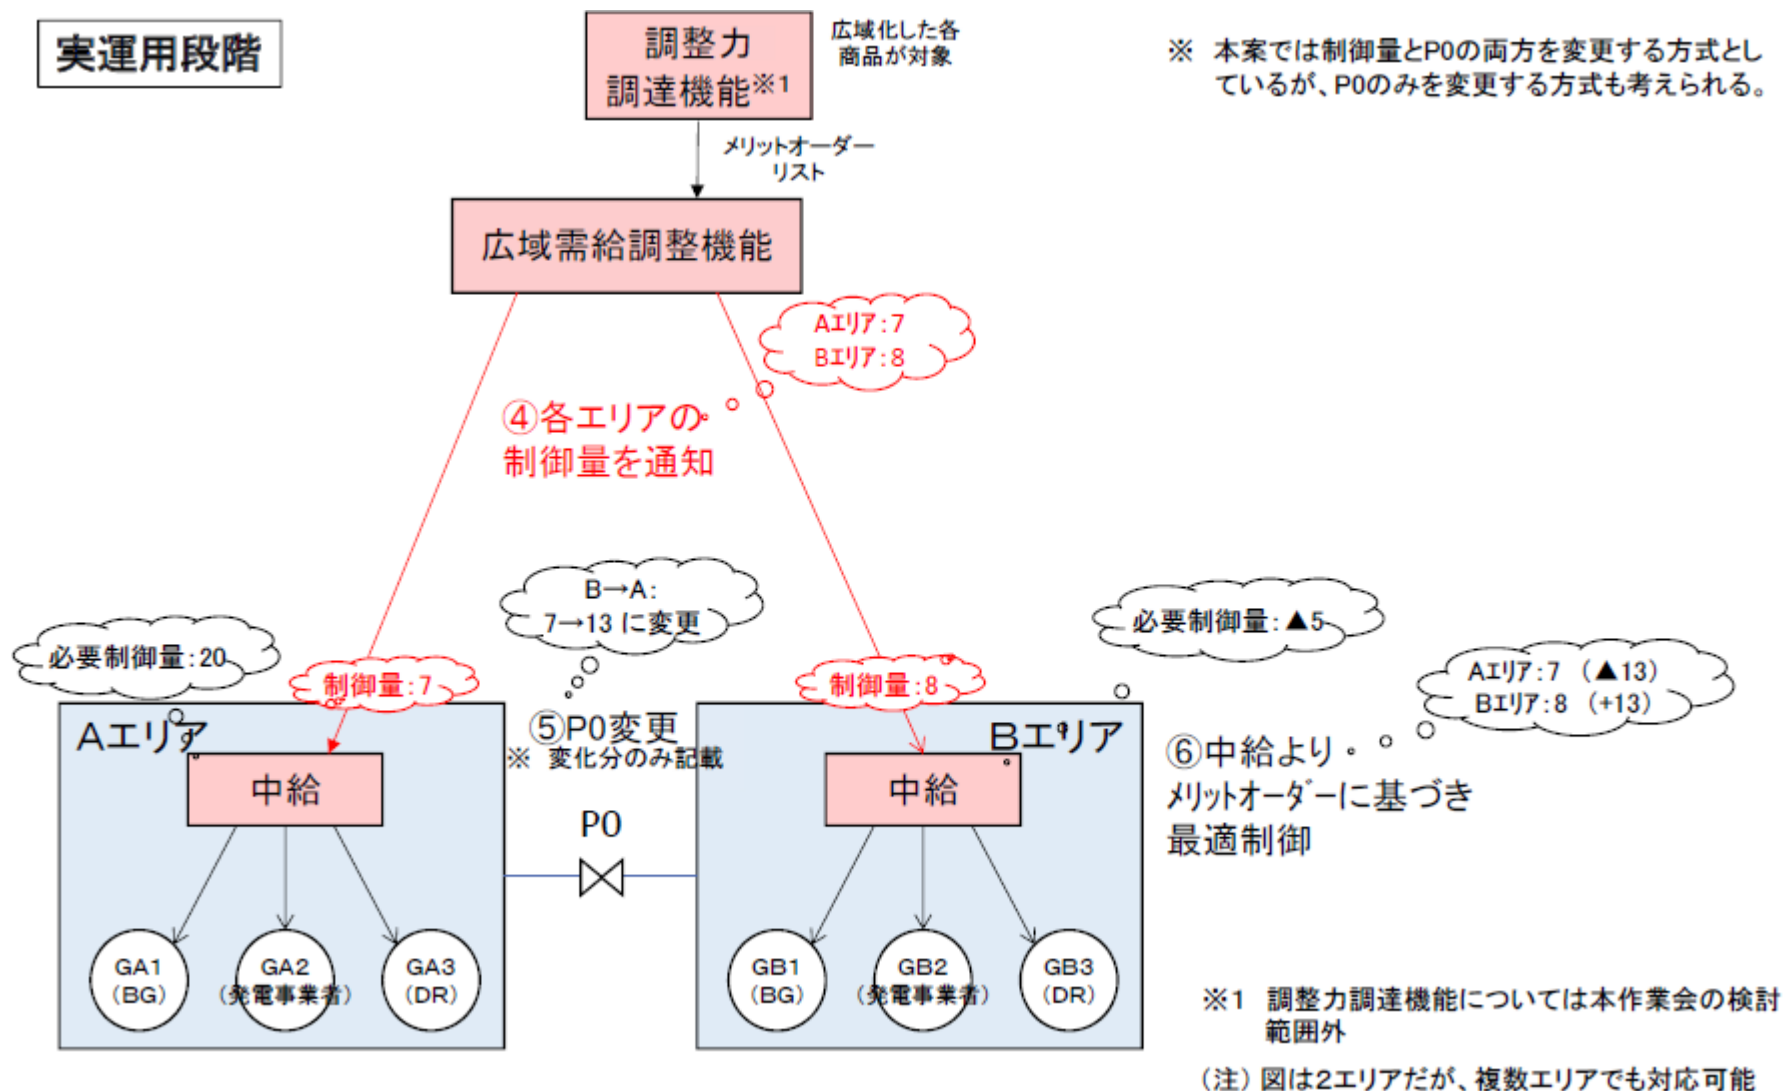 実運用段階
調整力
調達機能※1
広域化した各
商品が対象
※ 本案では制御量とP0の両方を変更する方式とし
ているが、P0のみを変更する方式も考えられる。
メリットオーダー
リスト
広域需給調整機能
Aエリア:7
Bエリア:8
④各エリアの
制御量を通知
B→A:
7→13 に変更
必要制御量:20
必要制御量:▲5
制御量:7
制御量:8
Aエリア:7 (▲13)
Bエリア:8 (+13)
Aエリア
⑤P0変更
※ 変化分のみ記載
Bエリア
⑥中給より
メリットオーダーに基づき
最適制御
中給
中給
P0
GA1
(BG)
GA2
(発電事業者)
GA3
(DR)
GB1
(BG)
GB2
(発電事業者)
GB3
(DR)
※1 調整力調達機能については本作業会の検討
範囲外
(注) 図は2エリアだが、複数エリアでも対応可能